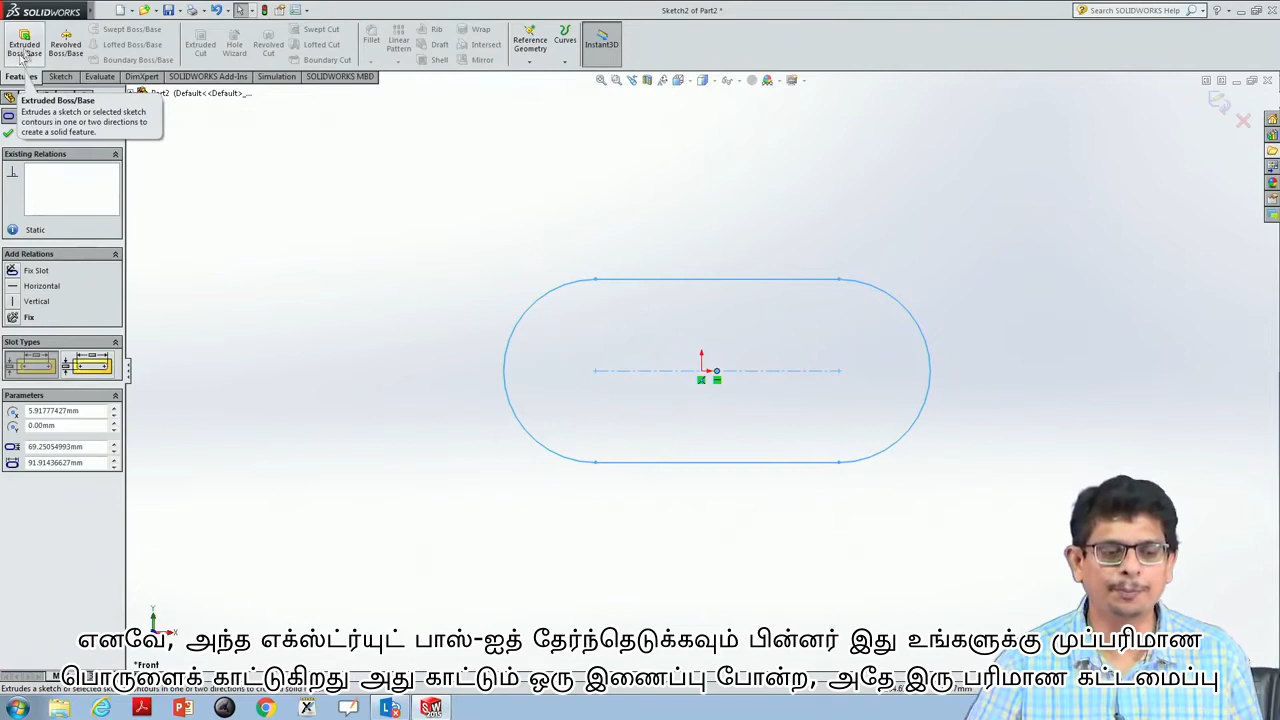 SOLIDWORKS
Sketch2 of Part2 *
Search SOLIDWORKS Help
Extruded Boss/Base
Revolved Boss/Base
Swept Boss/Base
Lofted Boss/Base
Boundary Boss/Base
Extruded Cut
Hole Wizard
Revolved Cut
Swept Cut
Lofted Cut
Boundary Cut
Fillet
Linear Pattern
Rib
Draft
Shell
Wrap
Intersect
Mirror
Reference Geometry
Curves
Instant3D
Features
Sketch
Evaluate
DimXpert
SOLIDWORKS Add-Ins
Simulation
SOLIDWORKS MBD
Part2 (Default<<Default>_...
Extruded Boss/Base
Extrudes a sketch or selected sketch
contours in one or two directions to
create a solid feature.
Existing Relations
Static
Add Relations
Fix Slot
Horizontal
Vertical
Fix
Slot Types
Parameters
5.91777427mm
0.00mm
69.25054993mm
91.91436627mm
Y
X
*Front
எனவே, அந்த எக்ஸ்ட்ர்யுட் பாஸ்-ஐத் தேர்ந்தெடுக்கவும் பின்னர் இது உங்களுக்கு முப்பரிமாண
பொருளைக் காட்டுகிறது அது காட்டும் ஒரு இணைப்பு போன்ற, அதே இரு பரிமாண கட்டமைப்பு